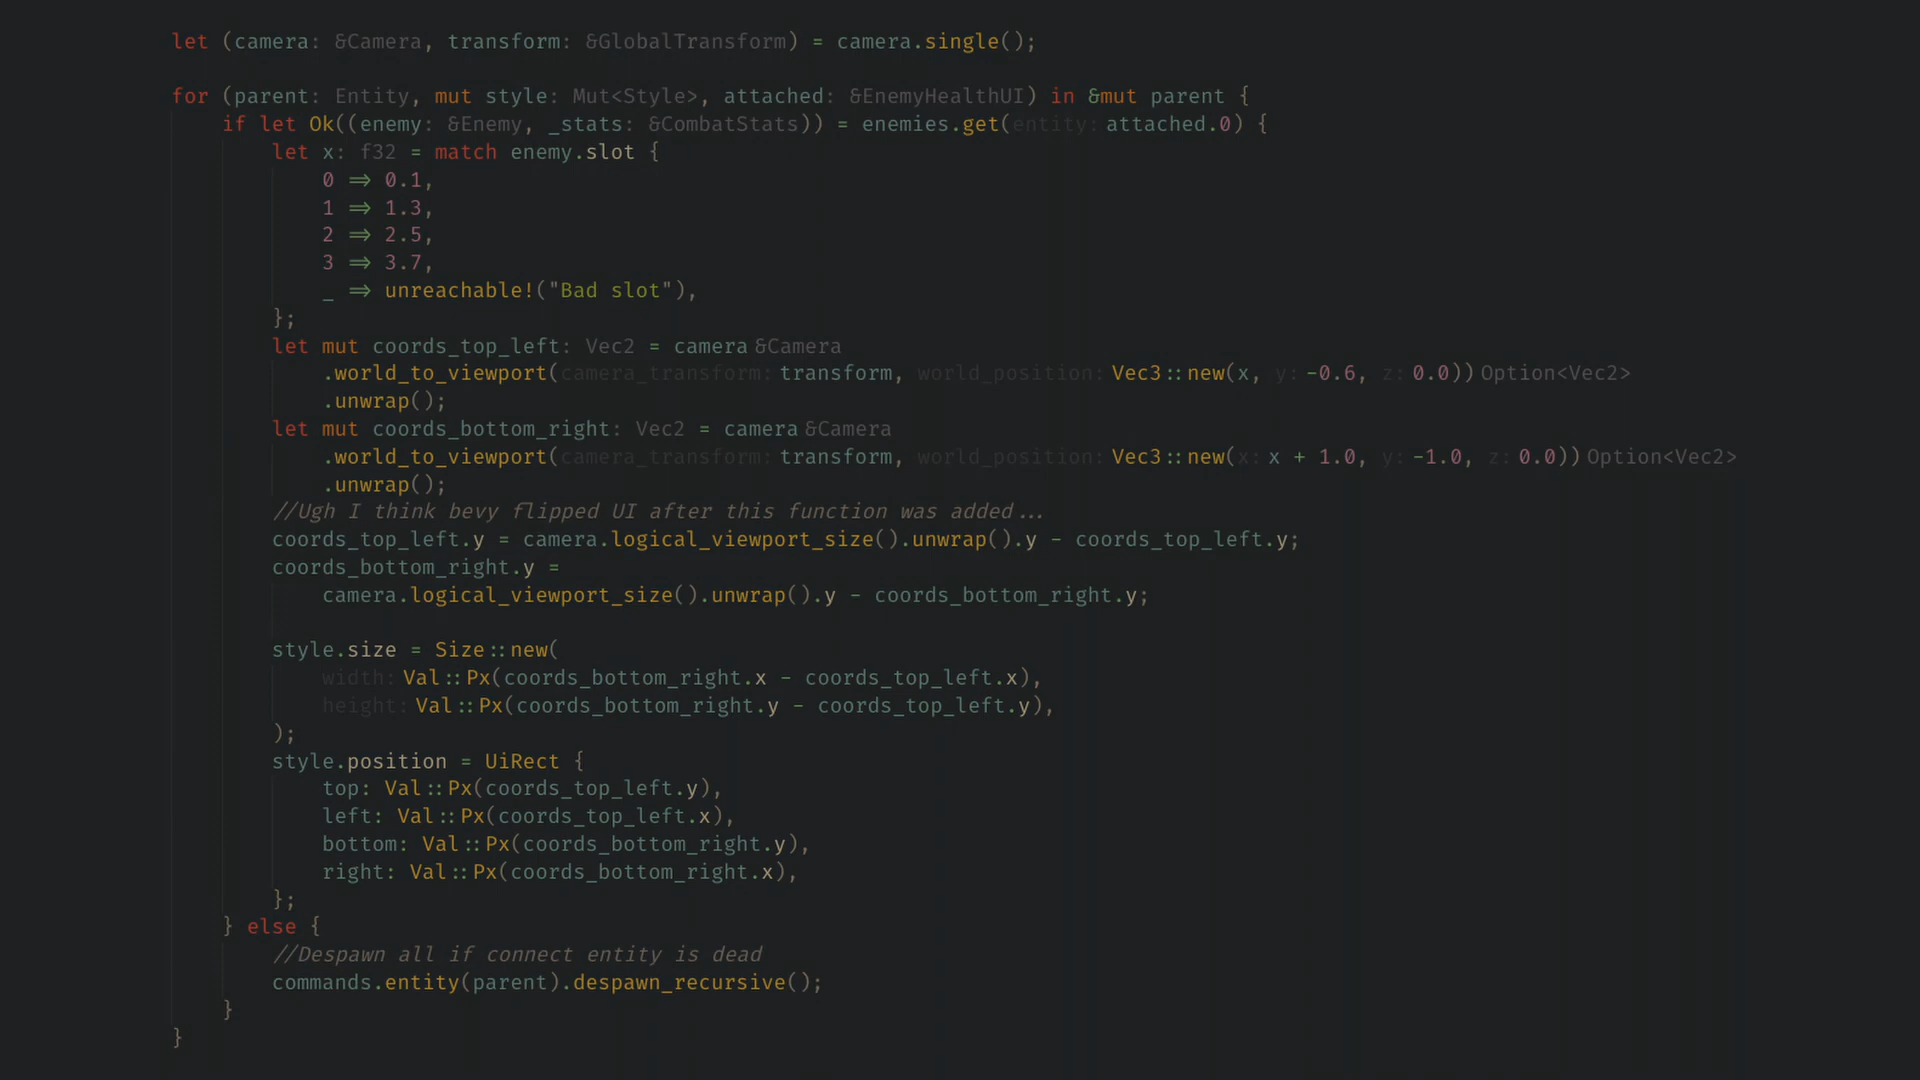 let (camera: &Camera, transform: &GlobalTransform) = camera.single();
for (parent: Entity, mut style: Mut<Style>, attached: &EnemyHealthUI) in &mut parent {
if let Ok((enemy: &Enemy, _stats: &CombatStats)) = enemies.get(entity: attached.0) {
let x: f32 = match enemy.slot {
0 => 0.1,
1 => 1.3,
2 => 2.5,
3 => 3.7,
_ => unreachable!("Bad slot"),
};
let mut coords_top_left: Vec2 = camera &Camera
.world_to_viewport(camera_transform: transform, world_position: Vec3::new(x, y: -0.6, z: 0.0)) Option<Vec2>
.unwrap();
let mut coords_bottom_right: Vec2 = camera &Camera
.world_to_viewport(camera_transform: transform, world_position: Vec3::new(x: x + 1.0, y: -1.0, z: 0.0)) Option<Vec2>
.unwrap();
//Ugh I think bevy flipped UI after this function was added...
coords_top_left.y = camera.logical_viewport_size().unwrap().y - coords_top_left.y;
coords_bottom_right.y =
camera.logical_viewport_size().unwrap().y - coords_bottom_right.y;
style.size = Size::new(
width: Val::Px(coords_bottom_right.x - coords_top_left.x),
height: Val::Px(coords_bottom_right.y - coords_top_left.y),
);
style.position = UiRect {
top: Val::Px(coords_top_left.y),
left: Val::Px(coords_top_left.x),
bottom: Val::Px(coords_bottom_right.y),
right: Val::Px(coords_bottom_right.x),
};
} else {
//Despawn all if connect entity is dead
commands.entity(parent).despawn_recursive();
}
}